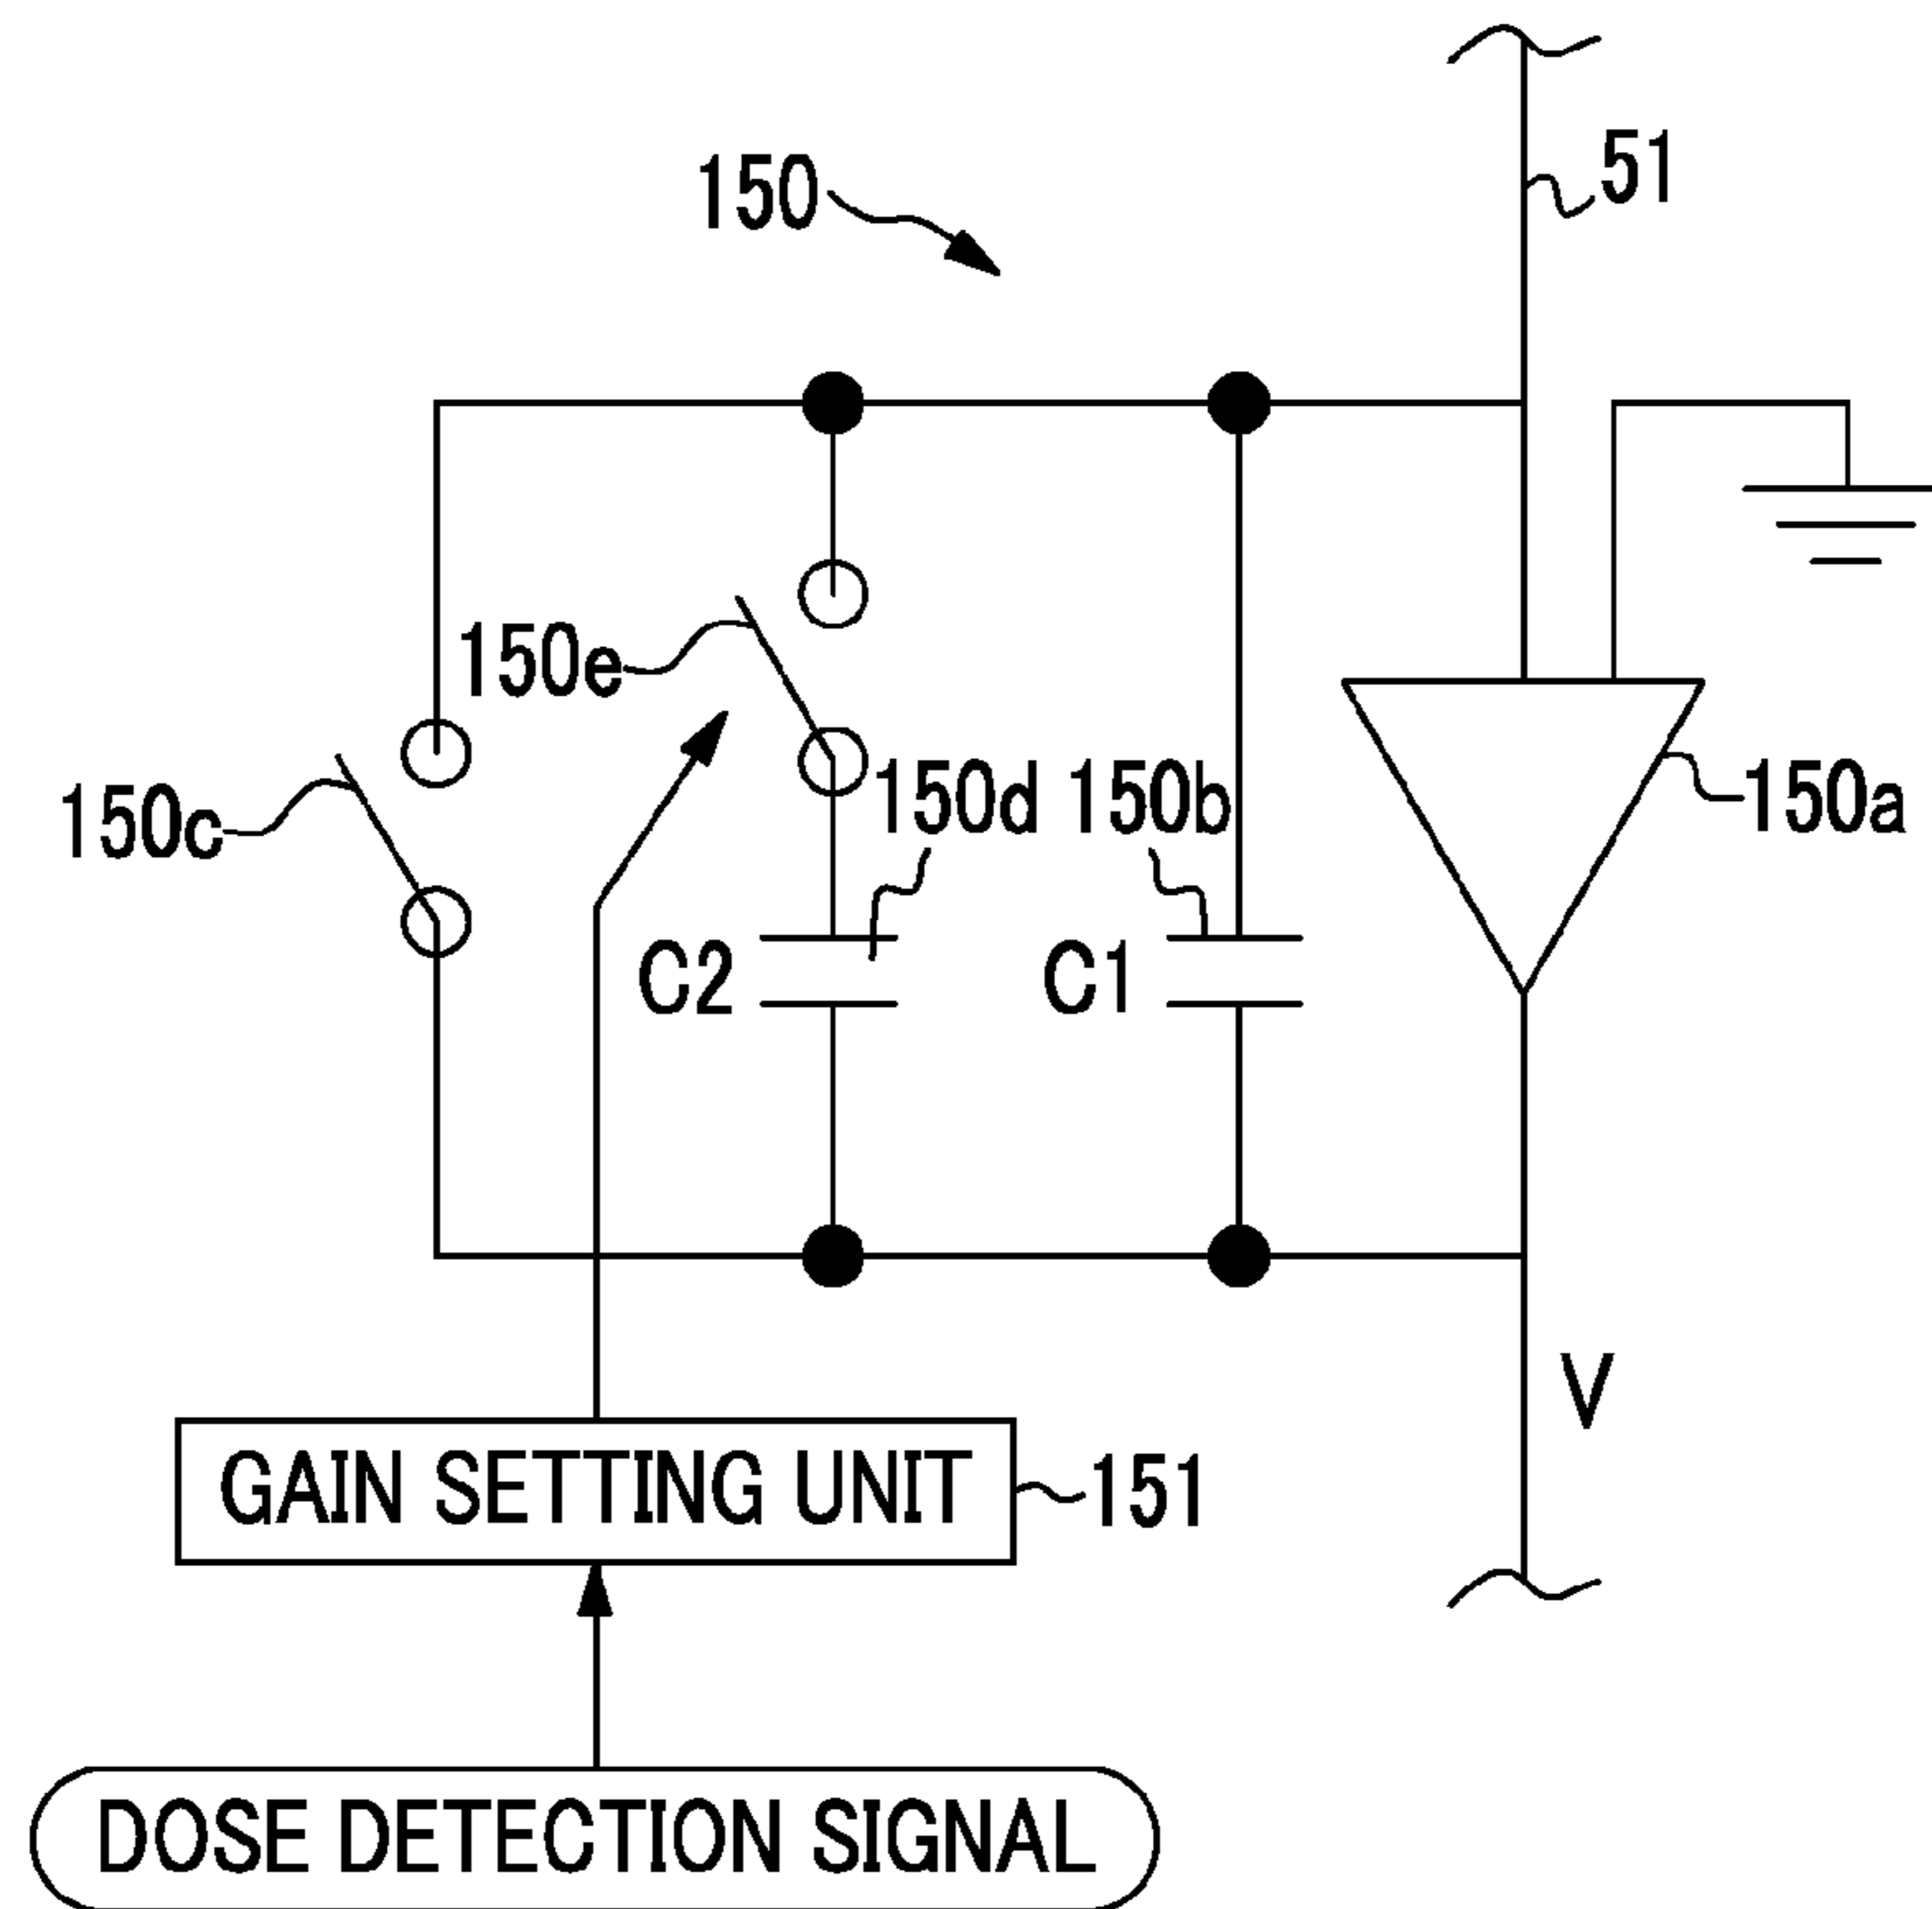 51
150
150e
150d
150b
150a
150c
C2
C1
V
GAIN SETTING UNIT
151
DOSE DETECTION SIGNAL